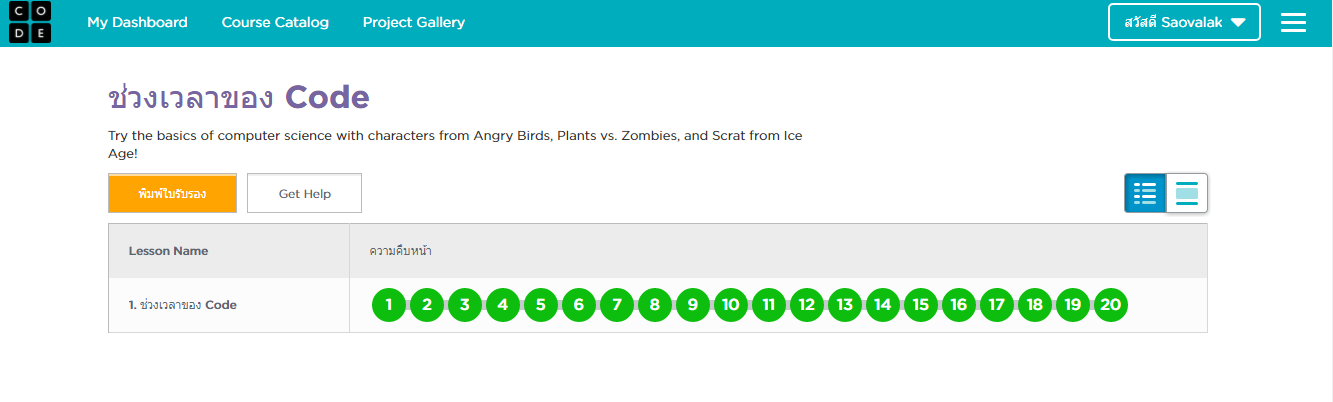 CO
DE
My Dashboard
Course Catalog
Project Gallery
สวัสดี Saovalak
ช่วงเวลาของ Code
Try the basics of computer science with characters from Angry Birds, Plants vs. Zombies, and Scrat from Ice
Age!
พิมพ์ใบรับรอง
Get Help
Lesson Name
ความคืบหน้า
1. ช่วงเวลาของ Code
1 2 3 4 5 6 7 8 9 10 11 12 13 14 15 16 17 18 19 20